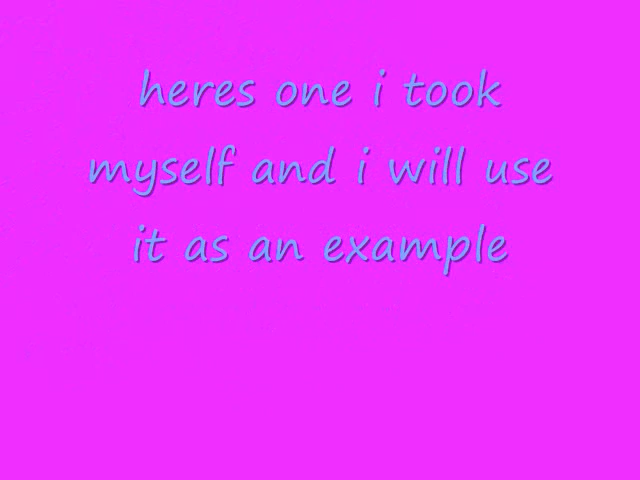 heres one i took
myself and i will use
it as an example